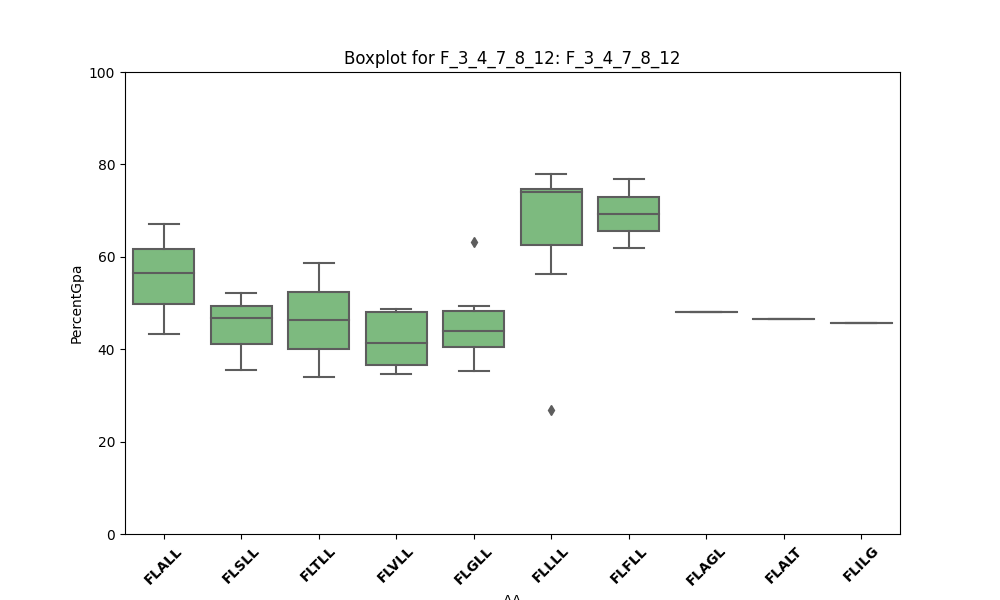 Boxplot for F_3_4_7_8_12: F_3_4_7_8_12
100
80
60
40
20
0
PercentGpa
FLALL
FLSLL
FLTLL
FLVLL
FLGLL
FLLLL
FLFLL
FLAGL
FLALT
FLILG
AA